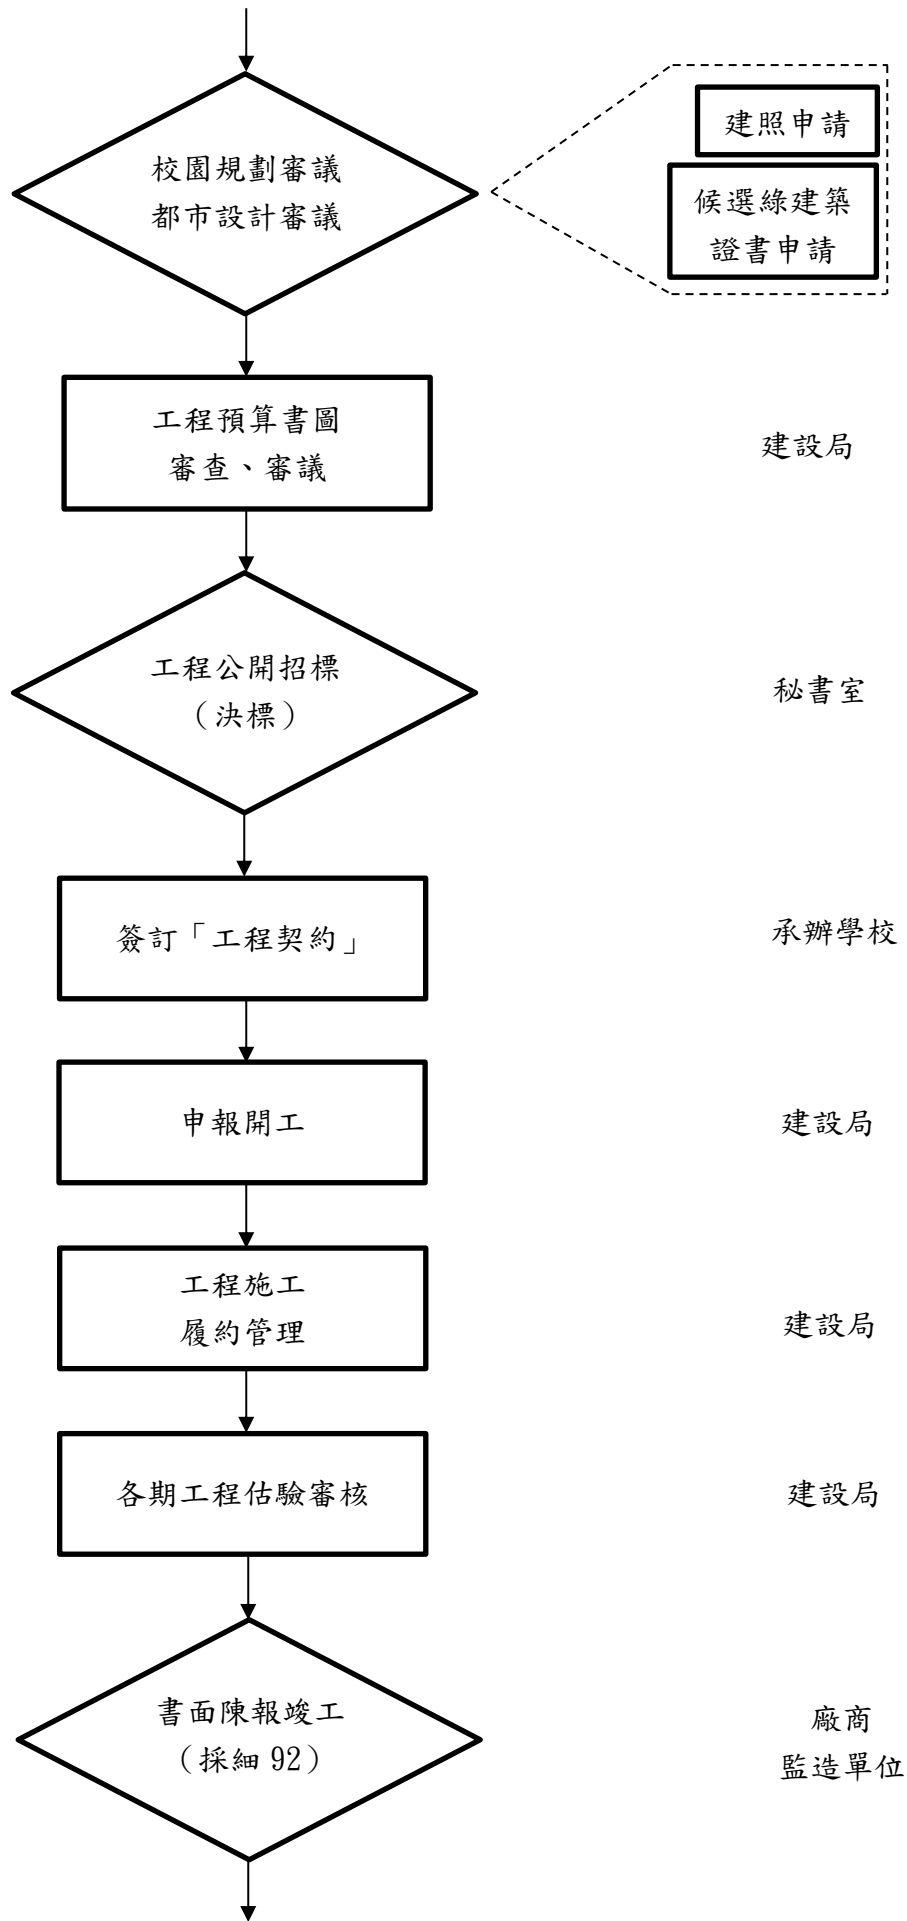 校園規劃審議
都市設計審議
建照申請
候選綠建築
證書申請
工程預算書圖
審查、審議
建設局
工程公開招標
（決標）
秘書室
簽訂「工程契約」
承辦學校
申報開工
建設局
工程施工
履約管理
建設局
各期工程估驗審核
建設局
書面陳報竣工
（採細 92）
廠商
監造單位